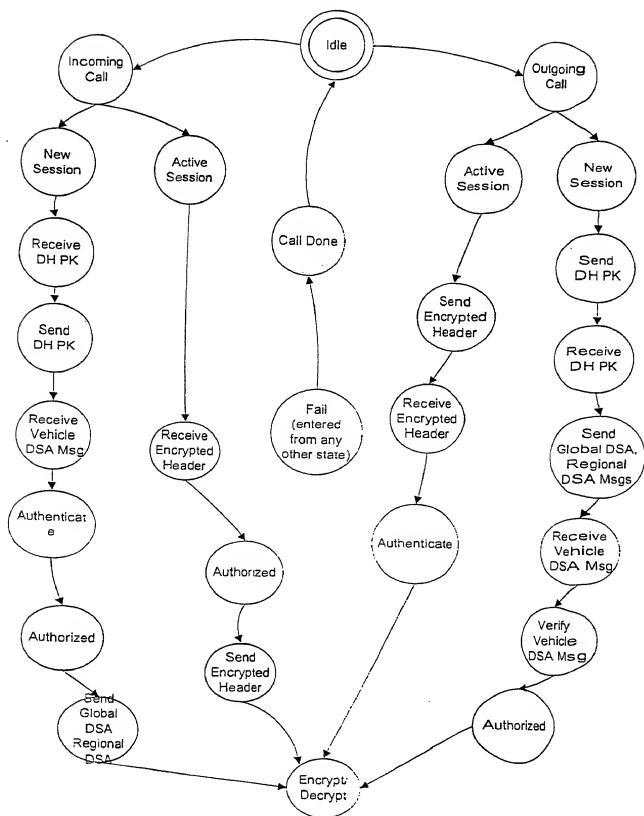 Idle
Incoming
Call
Outgoing
Call
New
Session
Active
Session
Active
Session
New
Session
Receive
DH PK
Call Done
Send
DH PK
Send
DH PK
Send
Encrypted
Header
Receive
DH PK
Receive
Vehicle
DSA Msg
Receive
Encrypted
Header
Fail
(entered
from any
other state)
Receive
Encrypted
Header
Send
Global DSA,
Regional
DSA Msgs
Authenticat
e
Authorized
Authenticate
Receive
Vehicle
DSA Msg
Authorized
Send
Encrypted
Header
Verify
Vehicle
DSA Msg
Send
Global
DSA
Regional
DSA
Authorized
Encrypt/
Decrypt